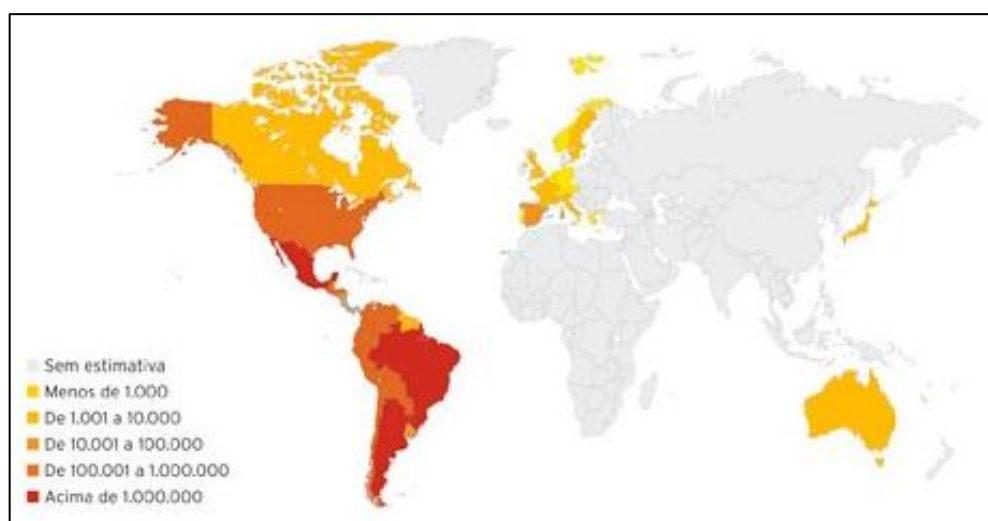 Sem estimativa
Menos de 1.000
De 1.001 a 10.000
De 10.001 a 100.000
De 100.001 a 1.000.000
Acima de 1.000.000